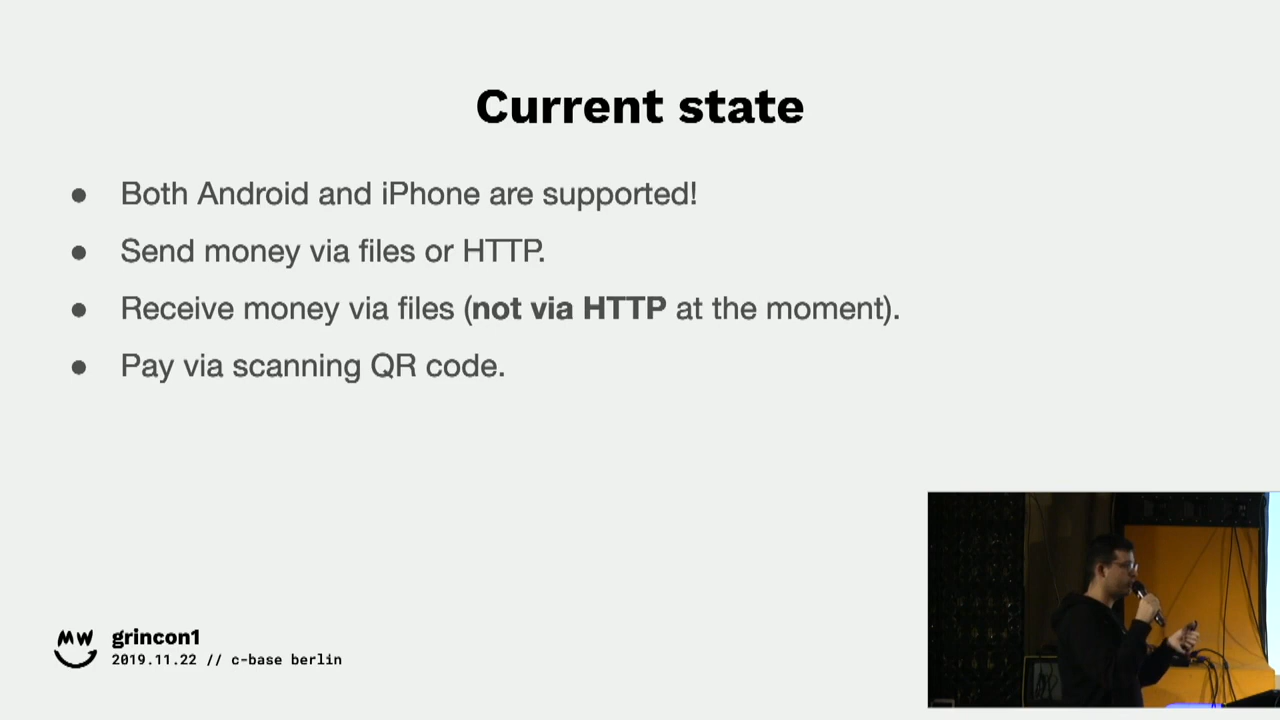 Current state
● Both Android and iPhone are supported!
● Send money via files or HTTP.
● Receive money via files (not via HTTP at the moment).
● Pay via scanning QR code.
MW
grincon1
2019.11.22 // c-base berlin